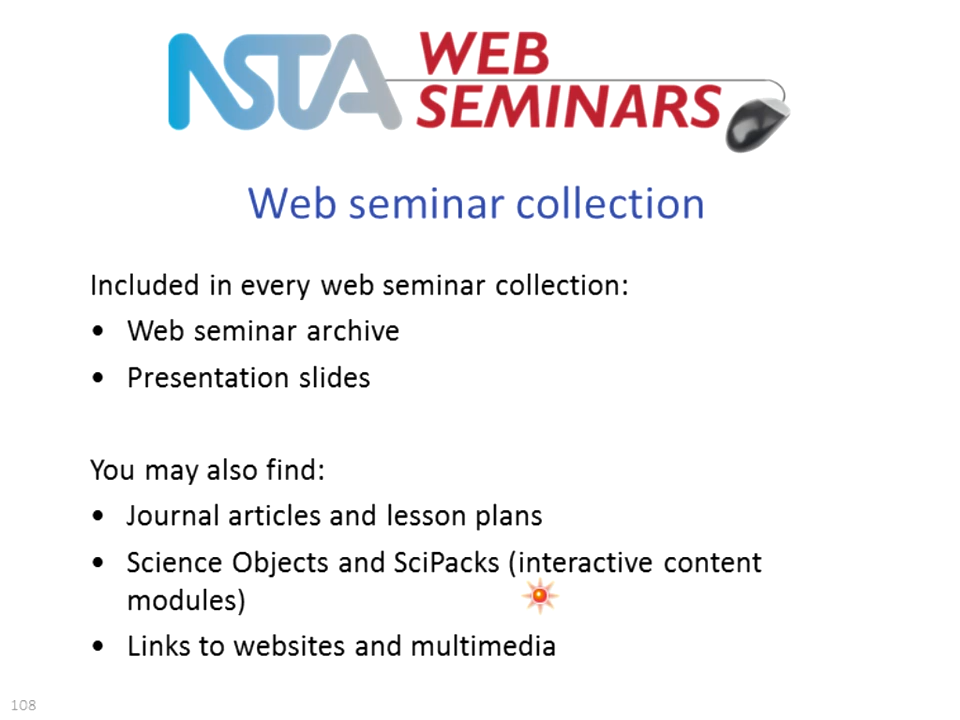 NSTA WEB
SEMINARS
Web seminar collection
Included in every web seminar collection:
• Web seminar archive
• Presentation slides
You may also find:
• Journal articles and lesson plans
• Science Objects and SciPacks (interactive content
modules)
• Links to websites and multimedia
108